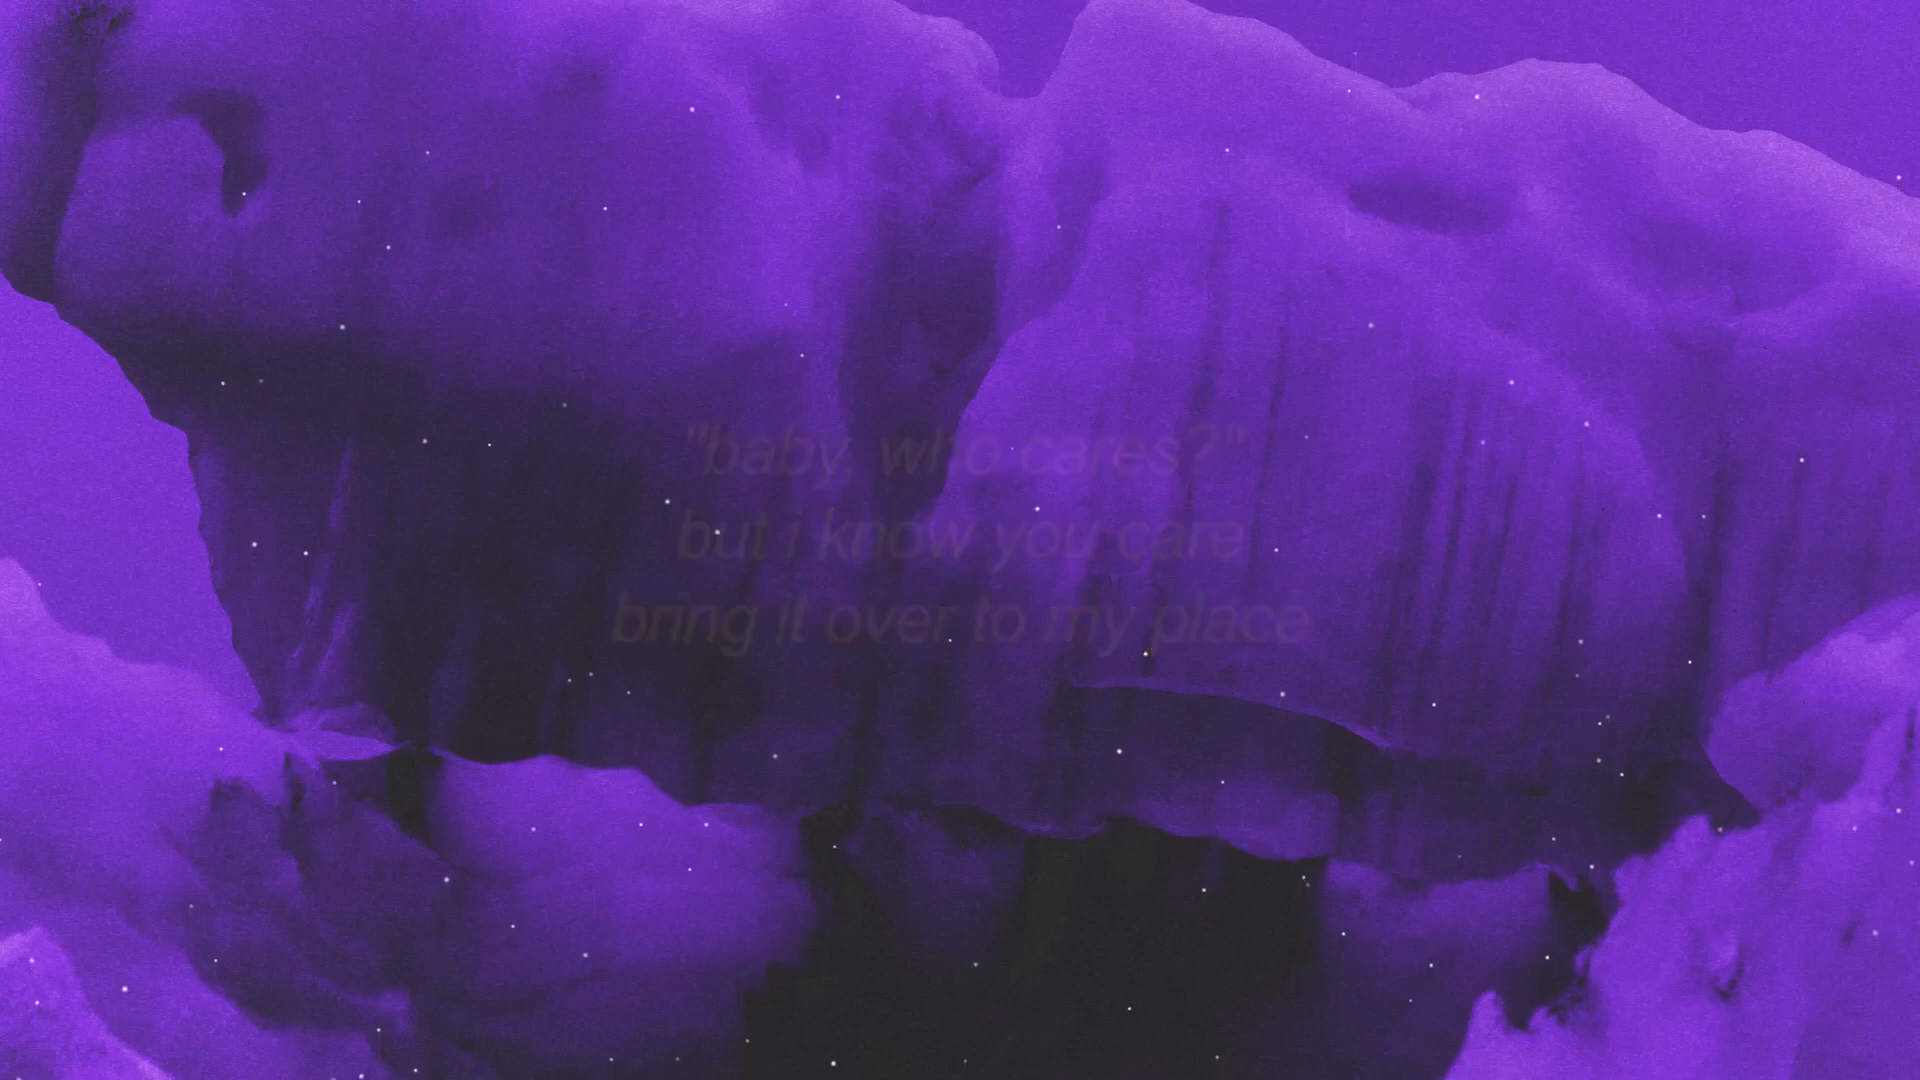 "baby, who cares?"
but i know you care
bring it over to my place